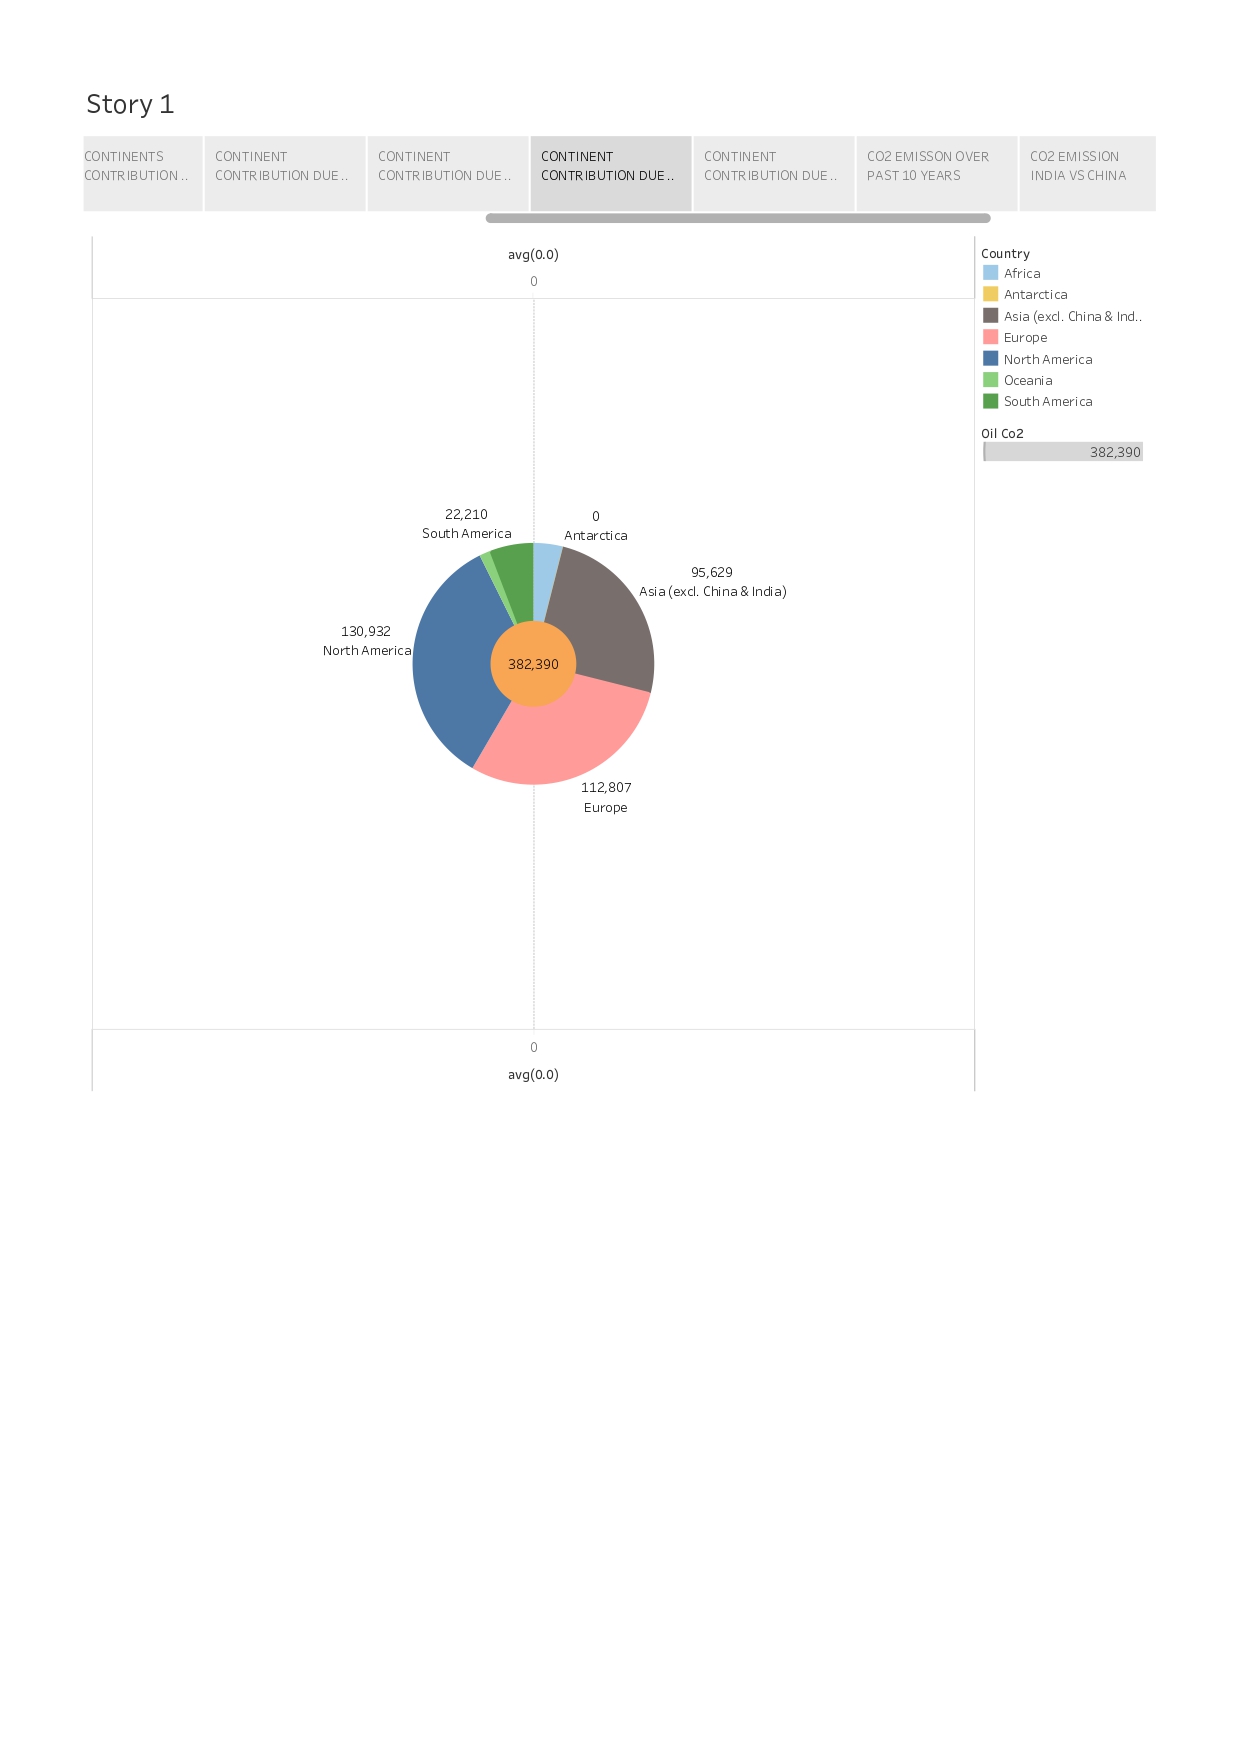 Story 1
CONTINENTS
CONTRIBUTION ..
CONTINENT
CONTRIBUTION DUE ..
CONTINENT
CONTRIBUTION DUE ..
CONTINENT
CONTRIBUTION DUE ..
CONTINENT
CONTRIBUTION DUE ..
CO2 EMISSON OVER
PAST 10 YEARS
CO2 EMISSION
INDIA VS CHINA
avg(0.0)
0
22,210
South America
0
Antarctica
95,629
Asia (excl. China & India)
130,932
North America
382,390
112,807
Europe
0
avg(0.0)
Country
Africa
Antarctica
Asia (excl. China & Ind..
Europe
North America
Oceania
South America
Oil Co2
382,390